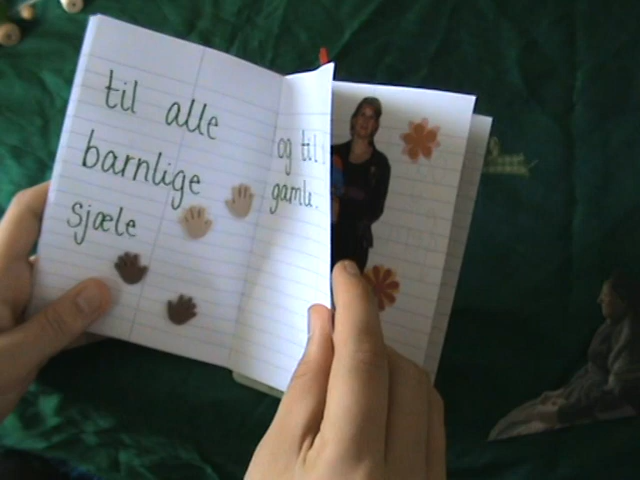 til alle
barnlige
sjæle
og til
gamle.